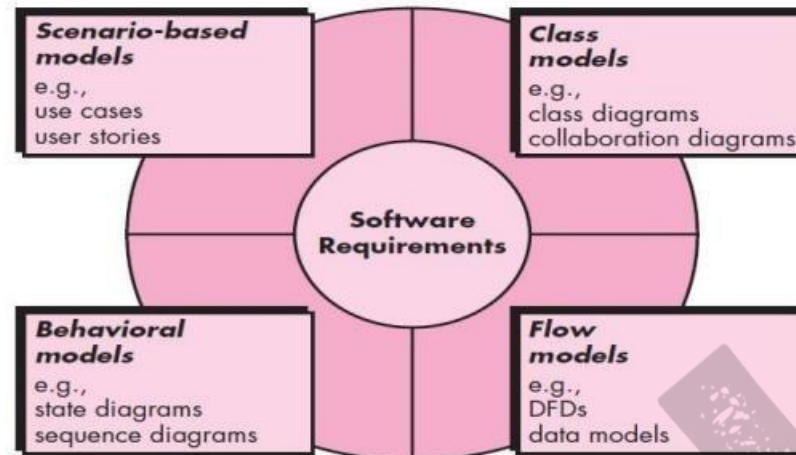 Scenario-based
models
e.g.,
use cases
user stories
Class
models
e.g.,
class diagrams
collaboration diagrams
Software
Requirements
Behavioral
models
e.g.,
state diagrams
sequence diagrams
Flow
models
e.g.,
DFDs
data models